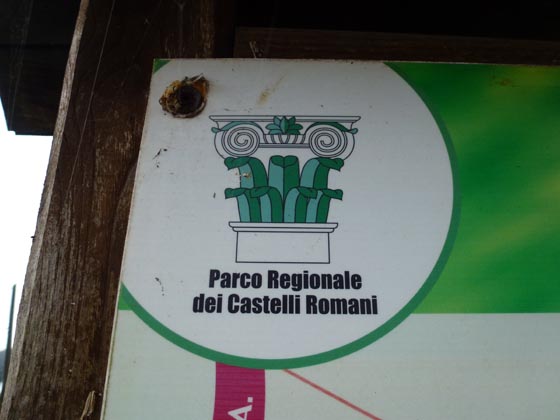 Parco Regionale
dei Castelli Romani
A.